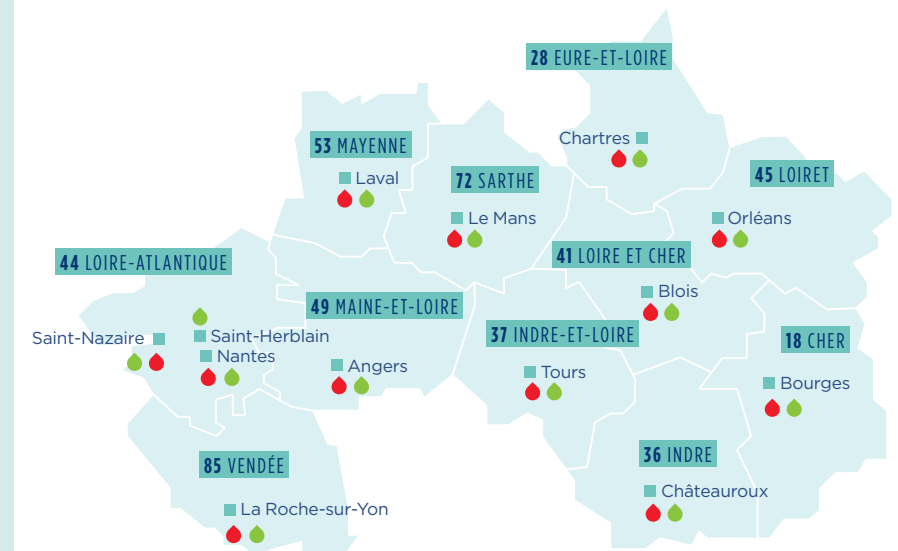 28 EURE-ET-LOIRE
Chartres
53 MAYENNE
Laval
72 SARTHE
Le Mans
45 LOIRET
Orléans
44 LOIRE-ATLANTIQUE
Saint-Nazaire
Saint-Herblain
Nantes
49 MAINE-ET-LOIRE
Angers
41 LOIRE ET CHER
Blois
37 INDRE-ET-LOIRE
Tours
18 CHER
Bourges
85 VENDÉE
La Roche-sur-Yon
36 INDRE
Châteauroux